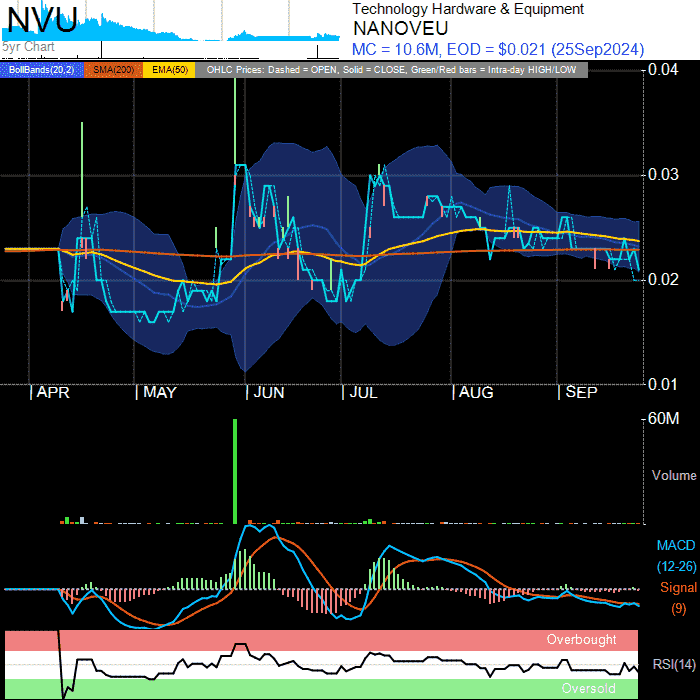 NVU
Technology Hardware & Equipment
NANOVEU
5yr Chart
MC = 10.6M, EOD = $0.021 (25Sep2024)
BollBands(20,2) SMA(200) EMA(50) OHLC Prices: Dashed = OPEN, Solid = CLOSE, Green/Red bars = Intra-day HIGH/LOW
0.04
0.03
0.02
0.01
APR MAY JUN JUL AUG SEP
60M
Volume
MACD
(12-26)
Signal
(9)
Overbought
RSI(14)
Oversold